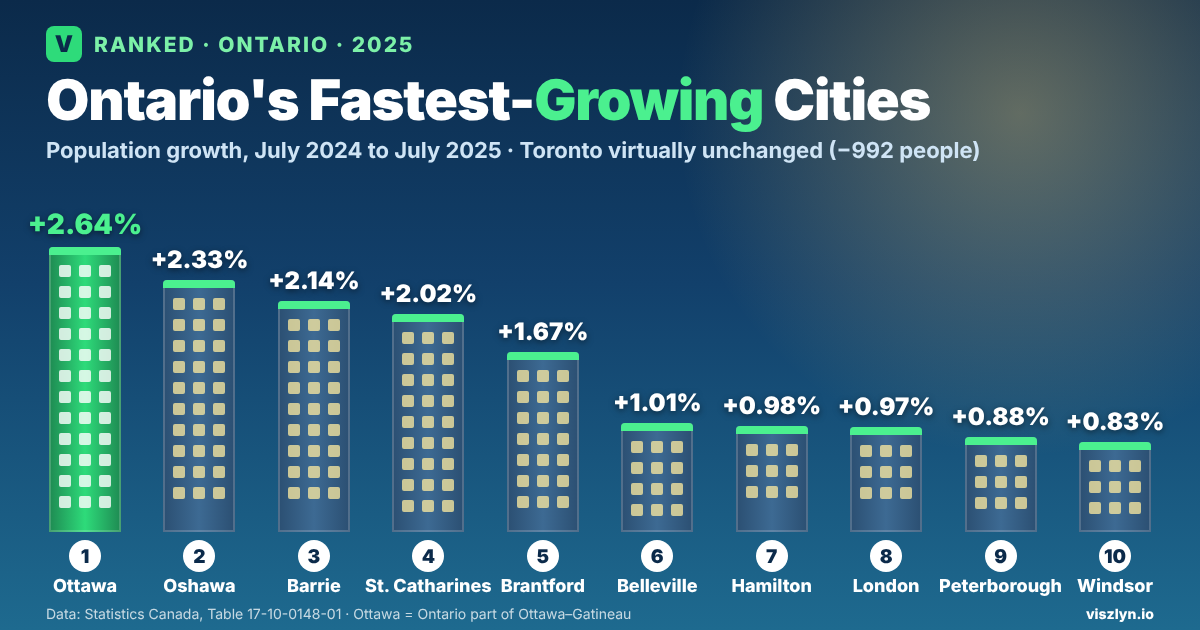 V RANKED · ONTARIO · 2025
Ontario's Fastest-Growing Cities
Population growth, July 2024 to July 2025 · Toronto virtually unchanged (−992 people)
+2.64%
+2.33%
+2.14%
+2.02%
+1.67%
+1.01%
+0.98%
+0.97%
+0.88%
+0.83%
1 2 3 4 5 6 7 8 9 10
Ottawa Oshawa Barrie St. Catharines Brantford Belleville Hamilton London Peterborough Windsor
Data: Statistics Canada, Table 17-10-0148-01 · Ottawa = Ontario part of Ottawa–Gatineau
viszlyn.io